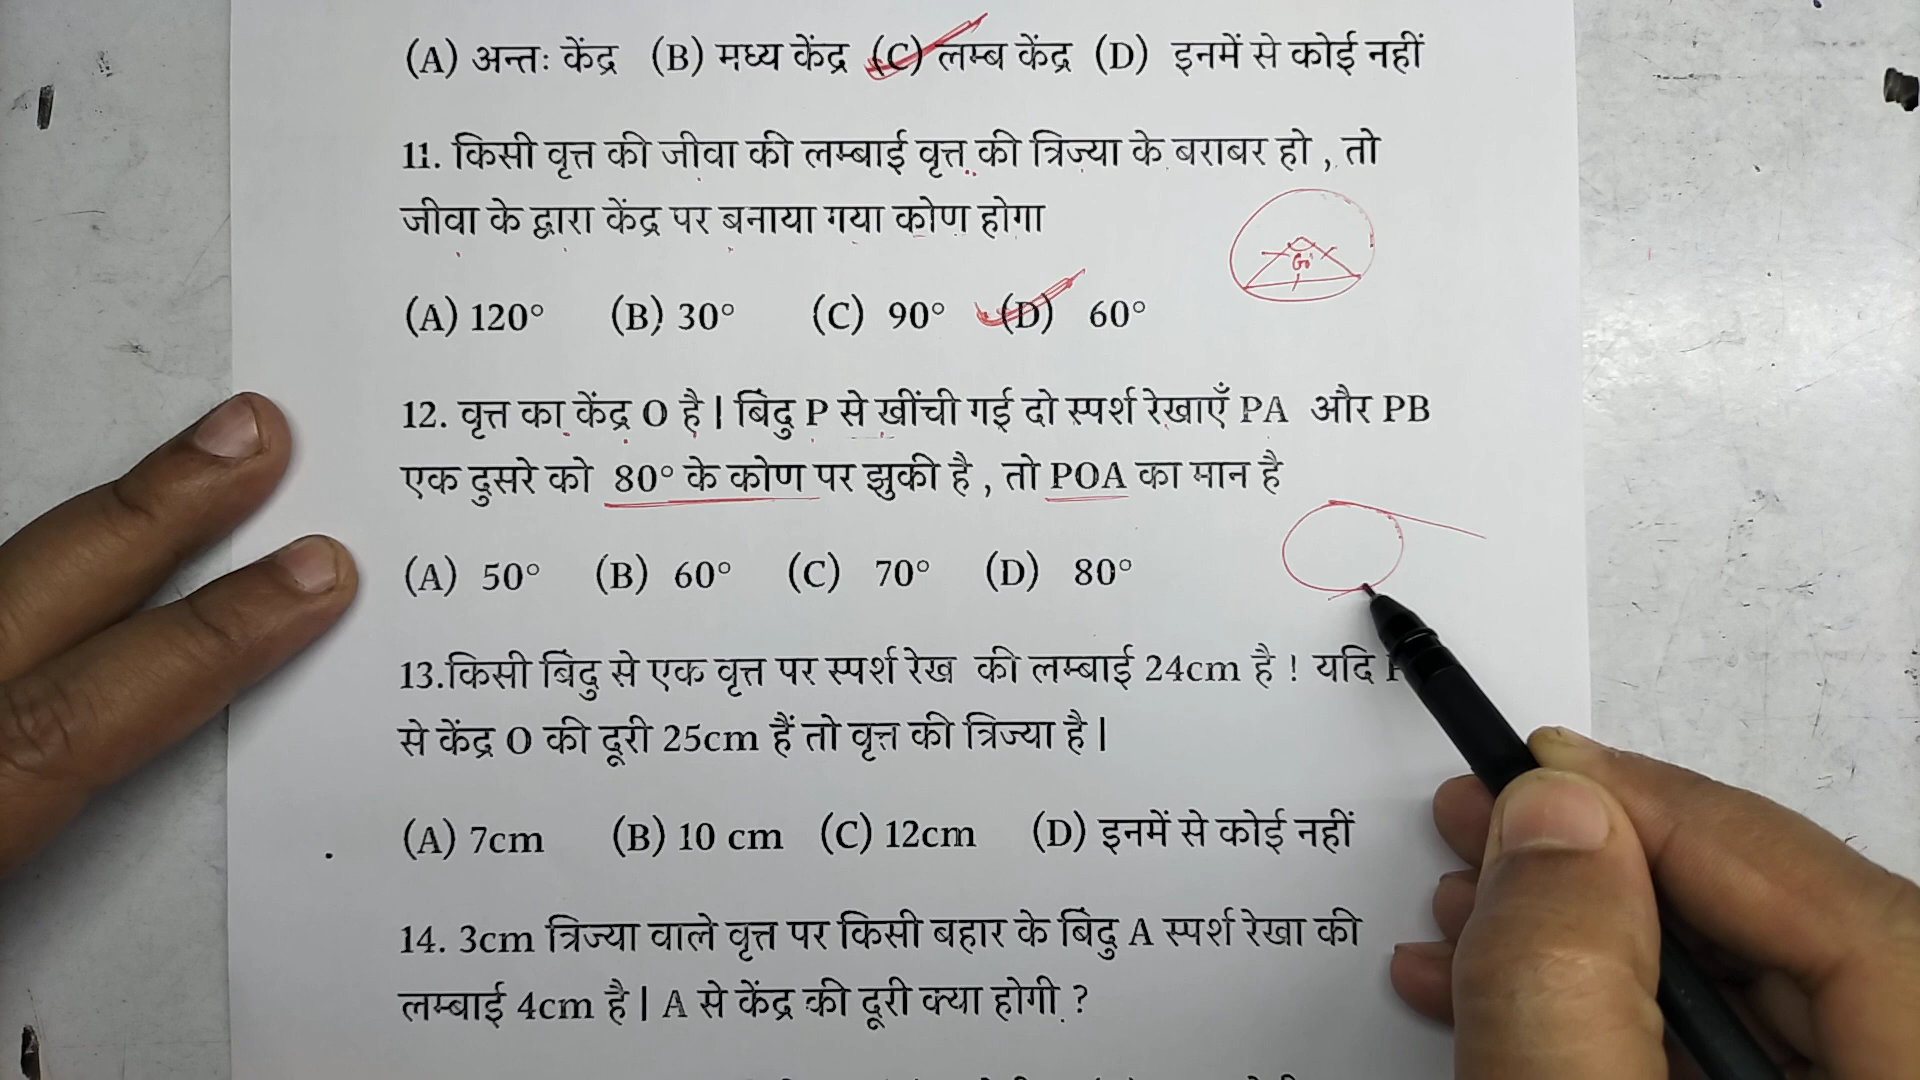 (A) अन्तः केंद्र (B) मध्य केंद्र (C) लम्ब केंद्र (D) इनमें से कोई नहीं
11. किसी वृत्त की जीवा की लम्बाई वृत्त की त्रिज्या के बराबर हो , तो
जीवा के द्वारा केंद्र पर बनाया गया कोण होगा
60°
(A) 120° (B) 30° (C) 90° (D) 60°
12. वृत्त का केंद्र O है | बिंदु P से खींची गई दो स्पर्श रेखाएँ PA और PB
एक दुसरे को 80° के कोण पर झुकी है , तो POA का मान है
(A) 50° (B) 60° (C) 70° (D) 80°
13.किसी बिंदु से एक वृत्त पर स्पर्श रेख की लम्बाई 24cm है ! यदि
से केंद्र O की दूरी 25cm हैं तो वृत्त की त्रिज्या है |
(A) 7cm (B) 10 cm (C) 12cm (D) इनमें से कोई नहीं
14. 3cm त्रिज्या वाले वृत्त पर किसी बहार के बिंदु A स्पर्श रेखा की
लम्बाई 4cm है | A से केंद्र की दूरी क्या होगी ?